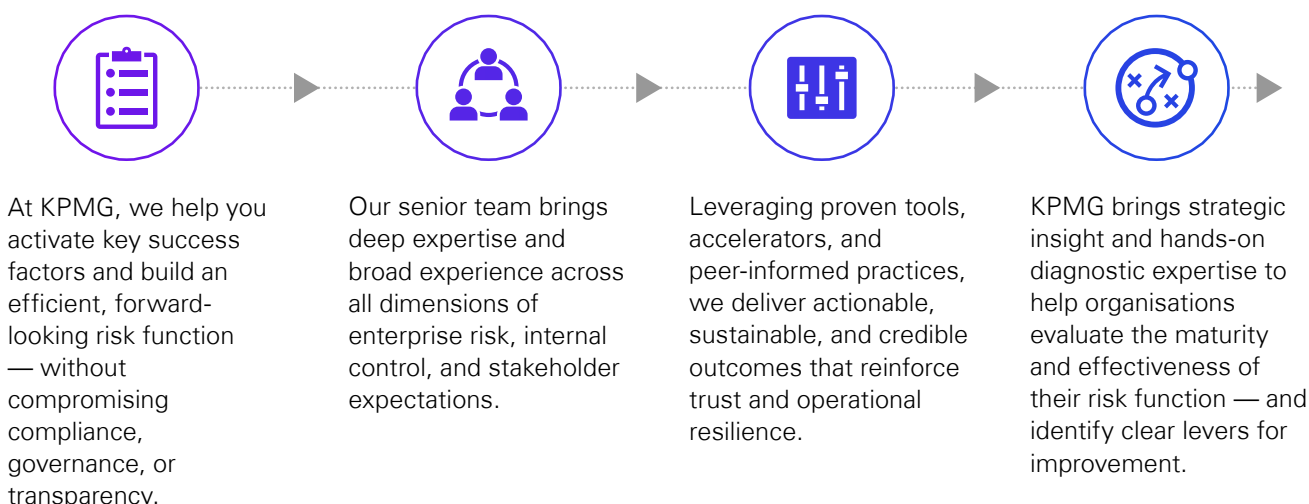 At KPMG, we help you
activate key success
factors and build an
efficient, forward-
looking risk function
— without
compromising
compliance,
governance, or
transparency.
Our senior team brings
deep expertise and
broad experience across
all dimensions of
enterprise risk, internal
control, and stakeholder
expectations.
Leveraging proven tools,
accelerators, and
peer-informed practices,
we deliver actionable,
sustainable, and credible
outcomes that reinforce
trust and operational
resilience.
KPMG brings strategic
insight and hands-on
diagnostic expertise to
help organisations
evaluate the maturity
and effectiveness of
their risk function — and
identify clear levers for
improvement.